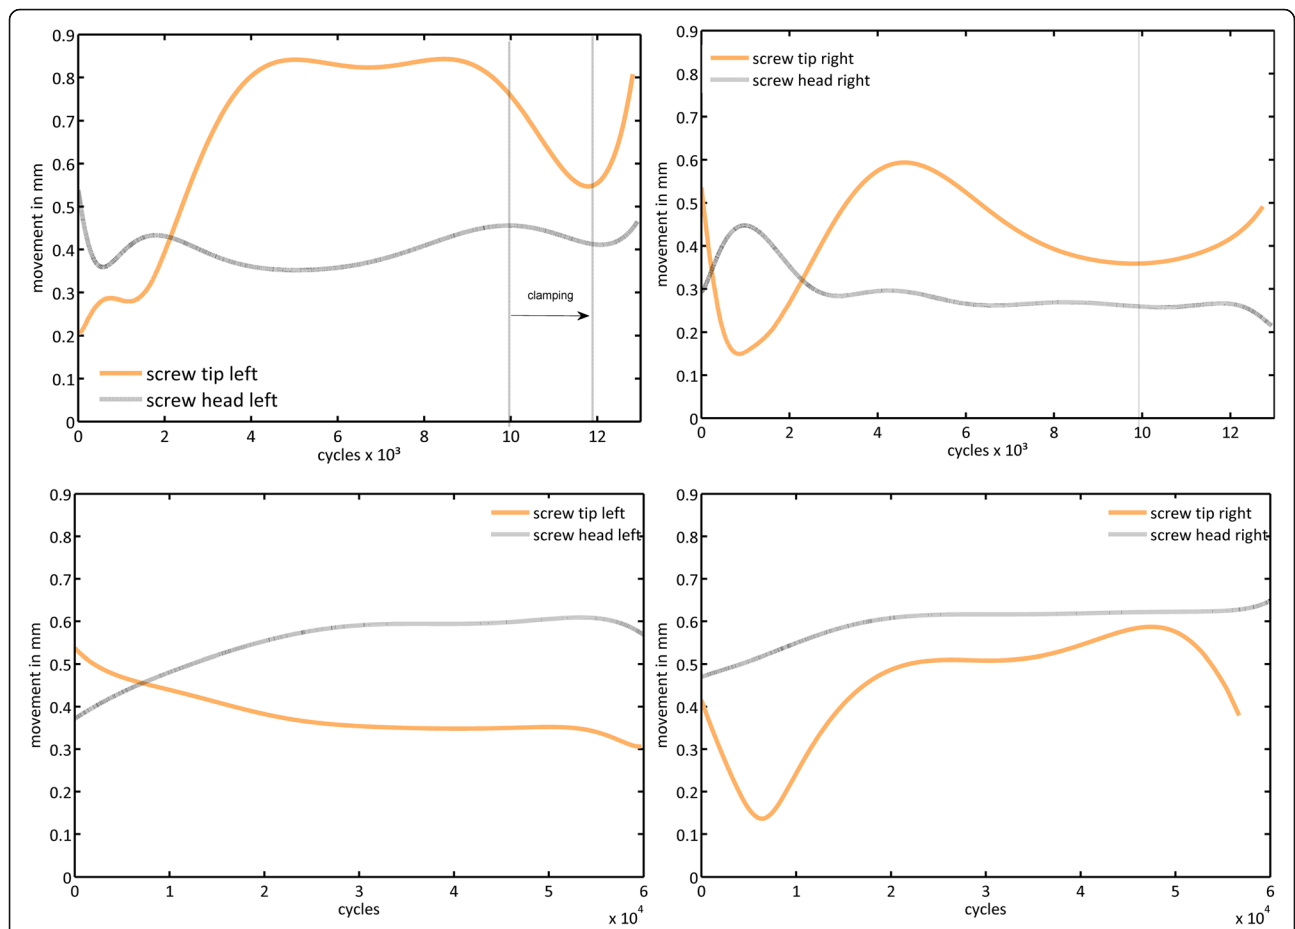 0.9
0.8
0.7
0.6
0.5
0.4
0.3
0.2
0.1
0
movement in mm
clamping
screw tip left
screw head left
0 2 4 6 8 10 12
cycles x 10³
0.9
0.8
0.7
0.6
0.5
0.4
0.3
0.2
0.1
0
movement in mm
screw tip right
screw head right
0 2 4 6 8 10 12
cycles x 10³
0.9
0.8
0.7
0.6
0.5
0.4
0.3
0.2
0.1
0
movement in mm
screw tip left
screw head left
0 1 2 3 4 5 6
cycles
x 10⁴
0.9
0.8
0.7
0.6
0.5
0.4
0.3
0.2
0.1
0
movement in mm
screw tip right
screw head right
0 1 2 3 4 5 6
cycles
x 10⁴